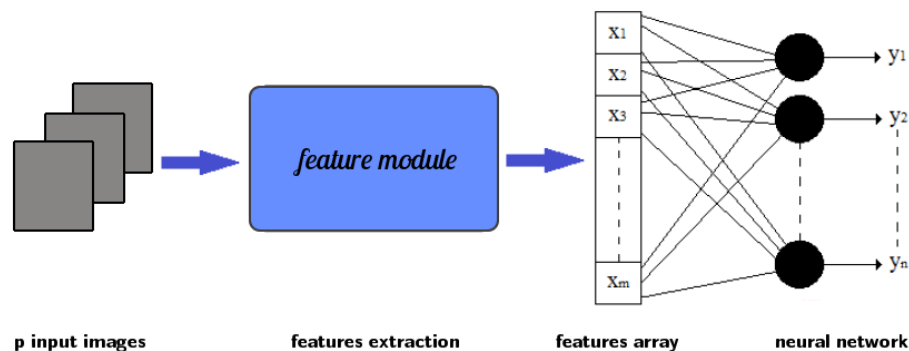 feature module
x1
x2
x3
xm
y1
y2
yn
p input images
features extraction
features array
neural network